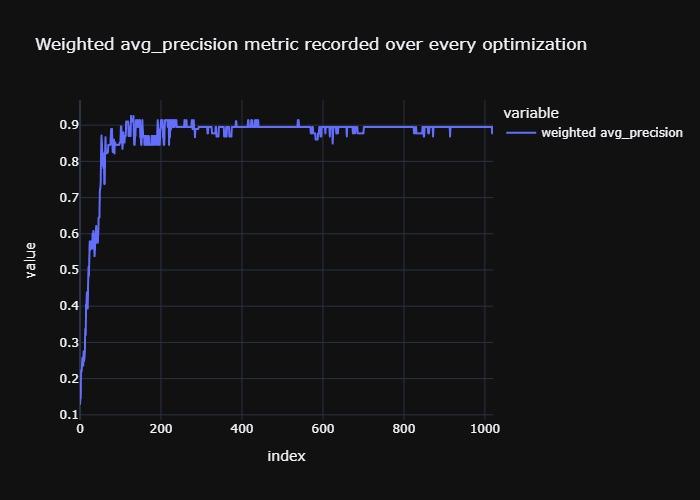 Weighted avg_precision metric recorded over every optimization
variable
weighted avg_precision
value
0.9
0.8
0.7
0.6
0.5
0.4
0.3
0.2
0.1
0 200 400 600 800 1000
index